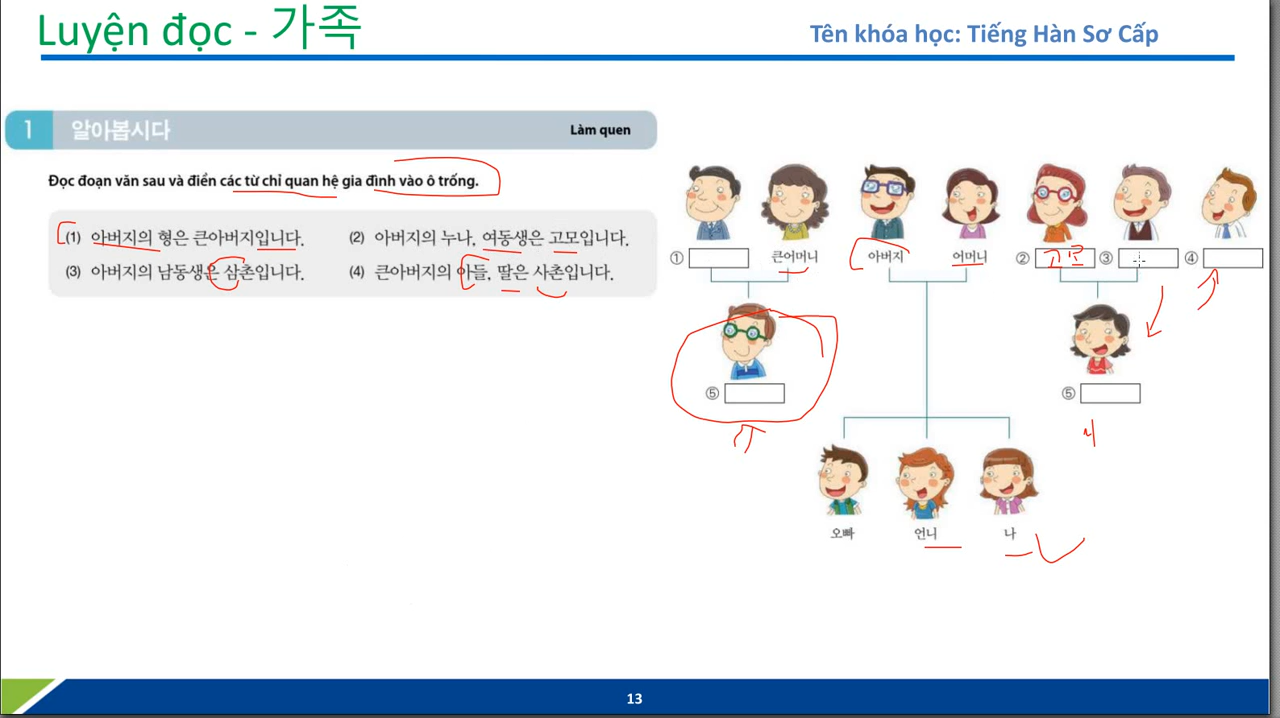 Luyện đọc - 가족
Tên khóa học: Tiếng Hàn Sơ Cấp
1 알아봅시다 Làm quen
Đọc đoạn văn sau và điền các từ chỉ quan hệ gia đình vào ô trống.
(1) 아버지의 형은 큰아버지입니다. (2) 아버지의 누나, 여동생은 고모입니다.
(3) 아버지의 남동생은 삼촌입니다. (4) 큰아버지의 아들, 딸은 사촌입니다.
① 큰어머니 아버지 어머니 ② 고모 ③ ④
⑤ ⑤
오빠 언니 나
13